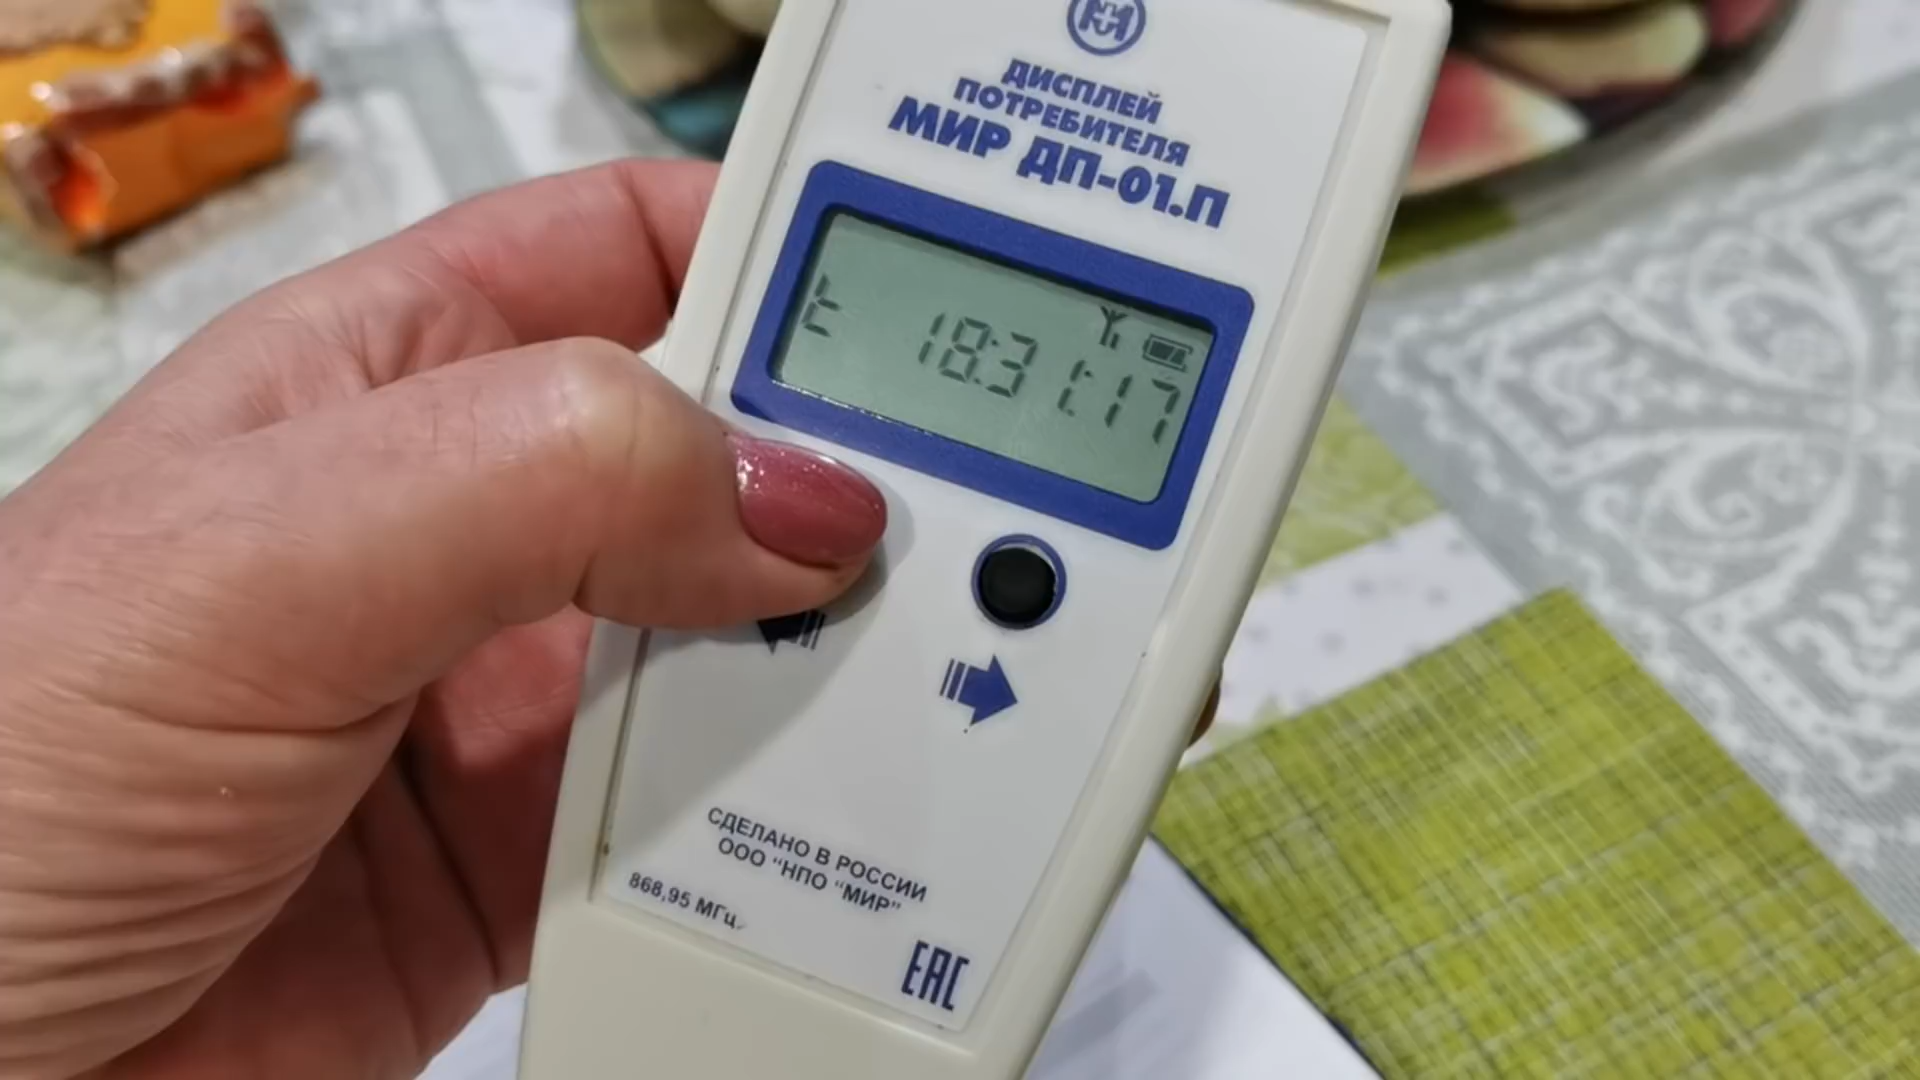 ДИСПЛЕЙ
ПОТРЕБИТЕЛЯ
МИР ДП-01.П
t 18:31:17
СДЕЛАНО В РОССИИ
ООО “НПО “МИР”
868,95 МГц.
EAC